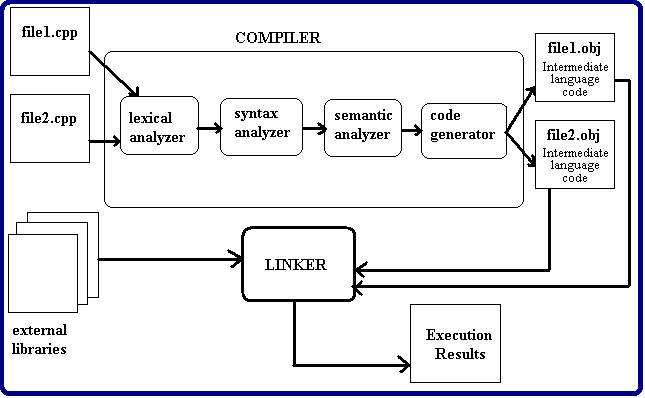 file1.cpp
file2.cpp
COMPILER
lexical
analyzer
syntax
analyzer
semantic
analyzer
code
generator
file1.obj
Intermediate
language
code
file2.obj
Intermediate
language
code
external
libraries
LINKER
Execution
Results